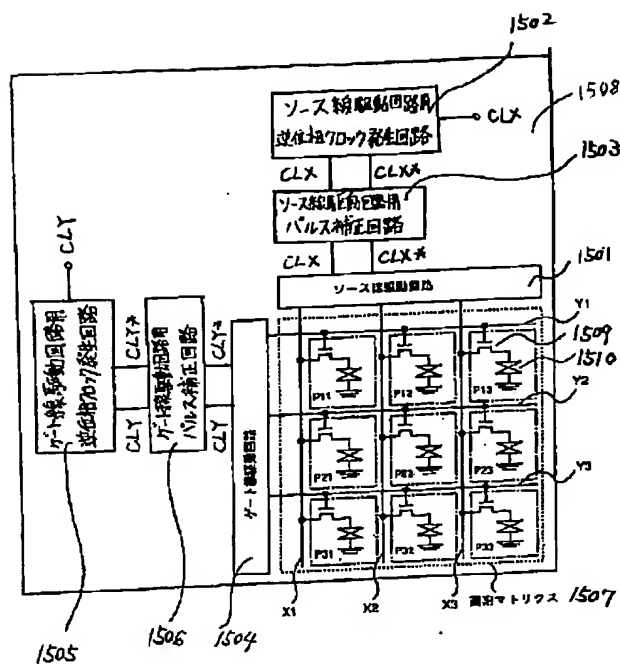 1502
ソース線駆動回路用
逆位相クロック発生回路
CLX
1508
CLX
CLX*
1503
ソース線駆動回路用
パルス補正回路
CLX
CLX*
1501
ソース線駆動回路
CLY
ゲート線駆動回路用
逆位相クロック発生回路
CLY*
CLY
ゲート線駆動回路用
パルス補正回路
CLY*
CLY
ゲート線駆動回路
Y1
1509
1510
P11
P12
P13
Y2
P21
P22
P23
Y3
P31
P32
P33
X1
X2
X3
画素マトリクス
1507
1505
1506
1504